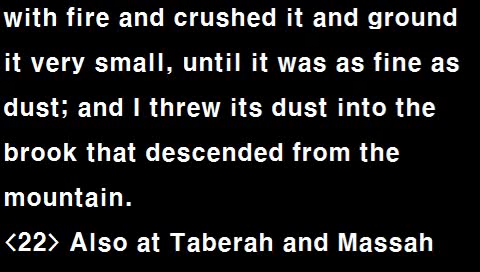 with fire and crushed it and ground
it very small, until it was as fine as
dust; and I threw its dust into the
brook that descended from the
mountain.
<22> Also at Taberah and Massah